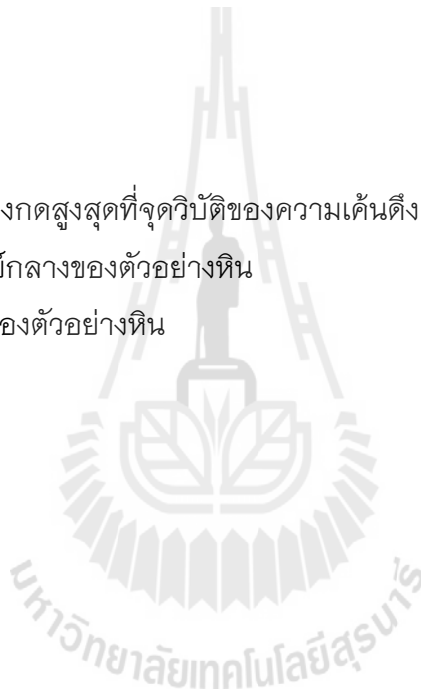 งกดสูงสุดที่จุดวิบัติของความเค้นดึง
ย์กลางของตัวอย่างหิน
องตัวอย่างหิน
มหาวิทยาลัยเทคโนโลยีสุรนารี